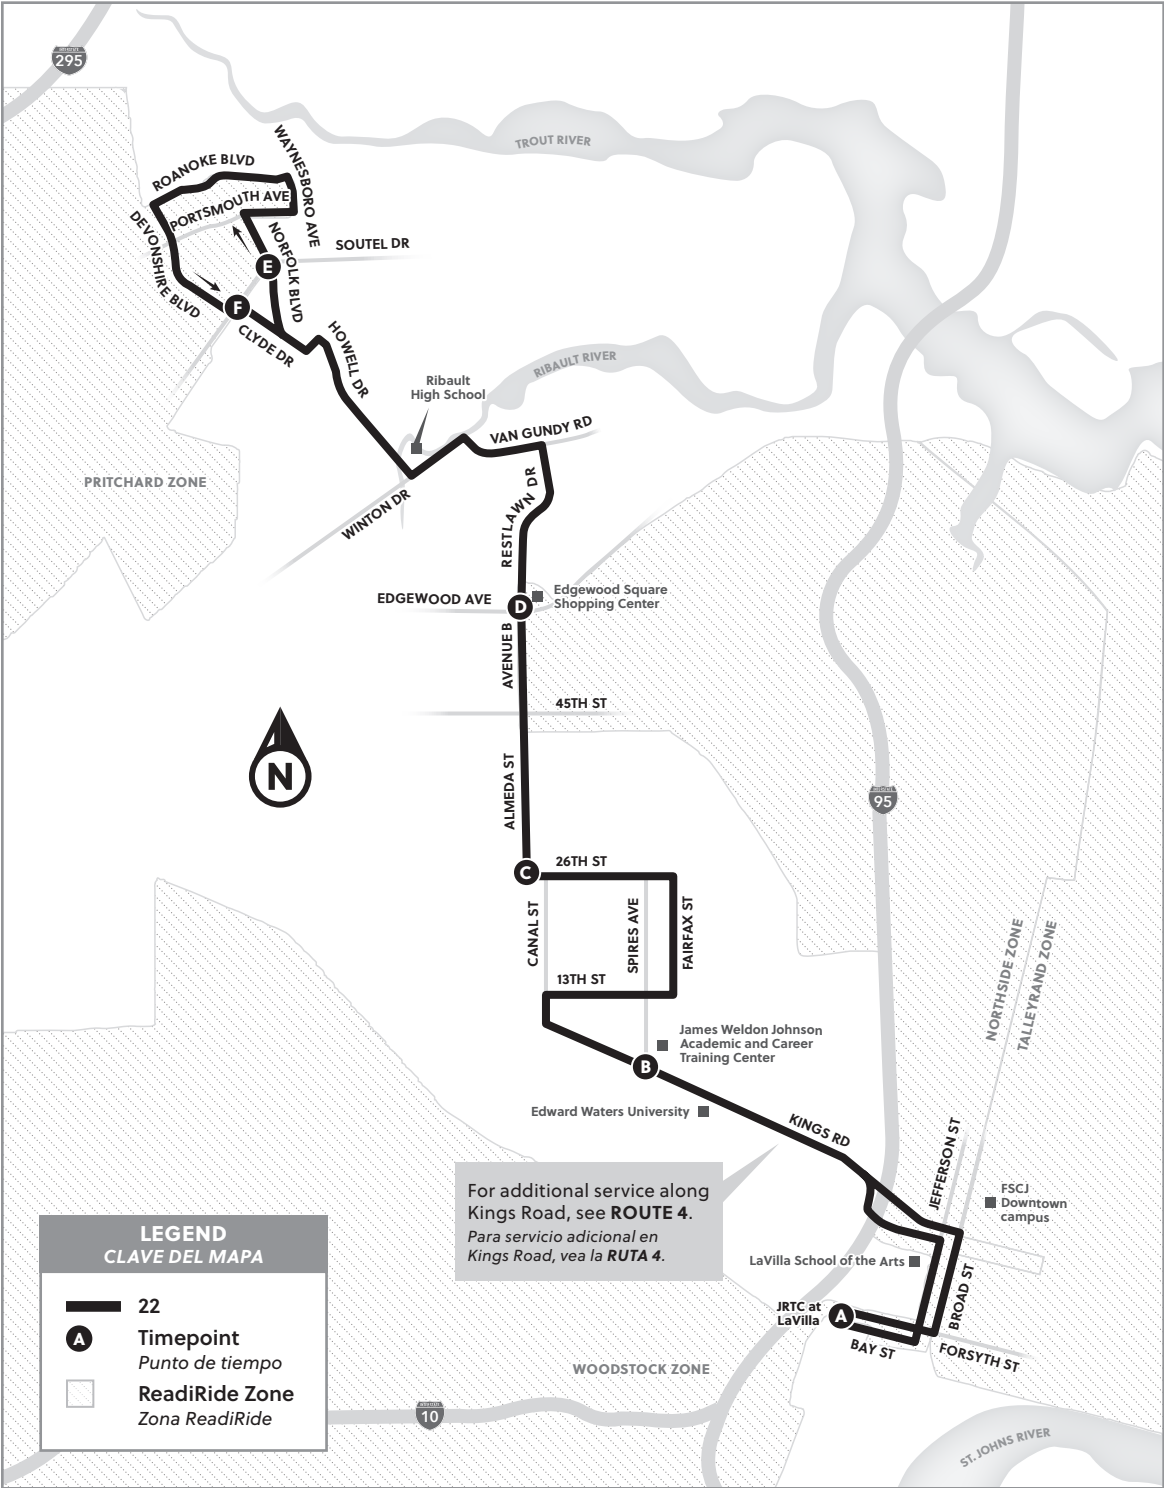 INTERSTATE
295
TROUT RIVER
WAYNESBORO AVE
ROANOKE BLVD
PORTSMOUTH AVE
DEVONSHIRE BLVD
NORFOLK BLVD
SOUTEL DR
E
F
CLYDE DR
HOWELL DR
RIBAULT RIVER
Ribault
High School
VAN GUNDY RD
PRITCHARD ZONE
WINTON DR
RESTLAWN DR
EDGEWOOD AVE
D
Edgewood Square
Shopping Center
AVENUE B
45TH ST
N
ALMEDA ST
95
C
26TH ST
CANAL ST
SPIRES AVE
FAIRFAX ST
13TH ST
NORTHSIDE ZONE
TALLEYRAND ZONE
James Weldon Johnson
Academic and Career
Training Center
B
Edward Waters University
KINGS RD
JEFFERSON ST
FSCJ
Downtown
campus
For additional service along
Kings Road, see ROUTE 4.
Para servicio adicional en
Kings Road, vea la RUTA 4.
LaVilla School of the Arts
BROAD ST
JRTC at
LaVilla
A
BAY ST
FORSYTH ST
WOODSTOCK ZONE
10
ST. JOHNS RIVER
LEGEND
CLAVE DEL MAPA
22
A
Timepoint
Punto de tiempo
ReadiRide Zone
Zona ReadiRide